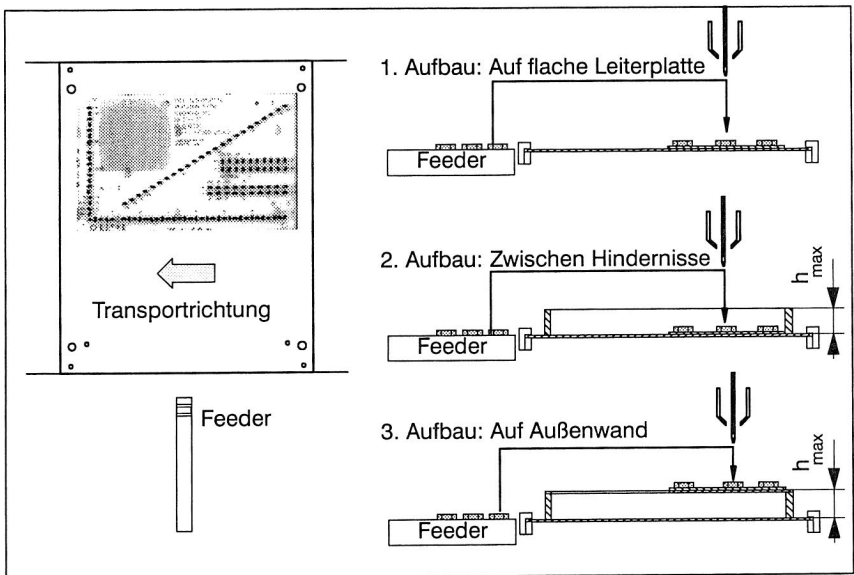 Transportrichtung
Feeder
1. Aufbau: Auf flache Leiterplatte
Feeder
2. Aufbau: Zwischen Hindernisse
h max
Feeder
3. Aufbau: Auf Außenwand
h max
Feeder